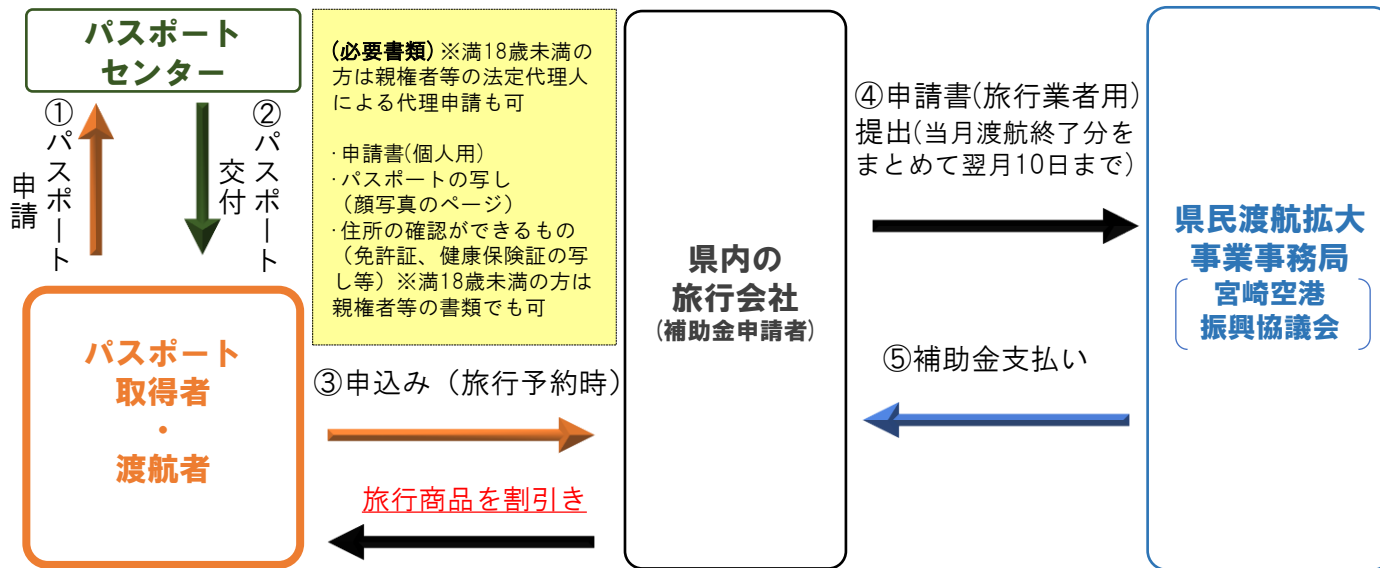 パスポート
センター
①パスポート
申請
②パスポート
交付
(必要書類)※満18歳未満の
方は親権者等の法定代理人
による代理申請も可
・申請書(個人用)
・パスポートの写し
（顔写真のページ）
・住所の確認ができるもの
（免許証、健康保険証の写
し等）※満18歳未満の方は
親権者等の書類でも可
パスポート
取得者
・
渡航者
③申込み（旅行予約時）
旅行商品を割引き
県内の
旅行会社
(補助金申請者)
④申請書(旅行業者用)
提出(当月渡航終了分を
まとめて翌月10日まで)
⑤補助金支払い
県民渡航拡大
事業事務局
宮崎空港
振興協議会